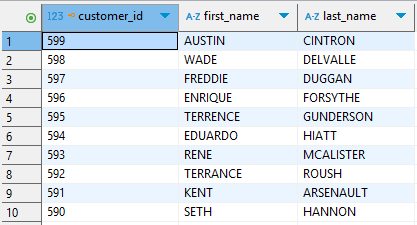 123 customer_id A-Z first_name A-Z last_name
1 599 AUSTIN CINTRON
2 598 WADE DELVALLE
3 597 FREDDIE DUGGAN
4 596 ENRIQUE FORSYTHE
5 595 TERRENCE GUNDERSON
6 594 EDUARDO HIATT
7 593 RENE MCALISTER
8 592 TERRANCE ROUSH
9 591 KENT ARSENAULT
10 590 SETH HANNON